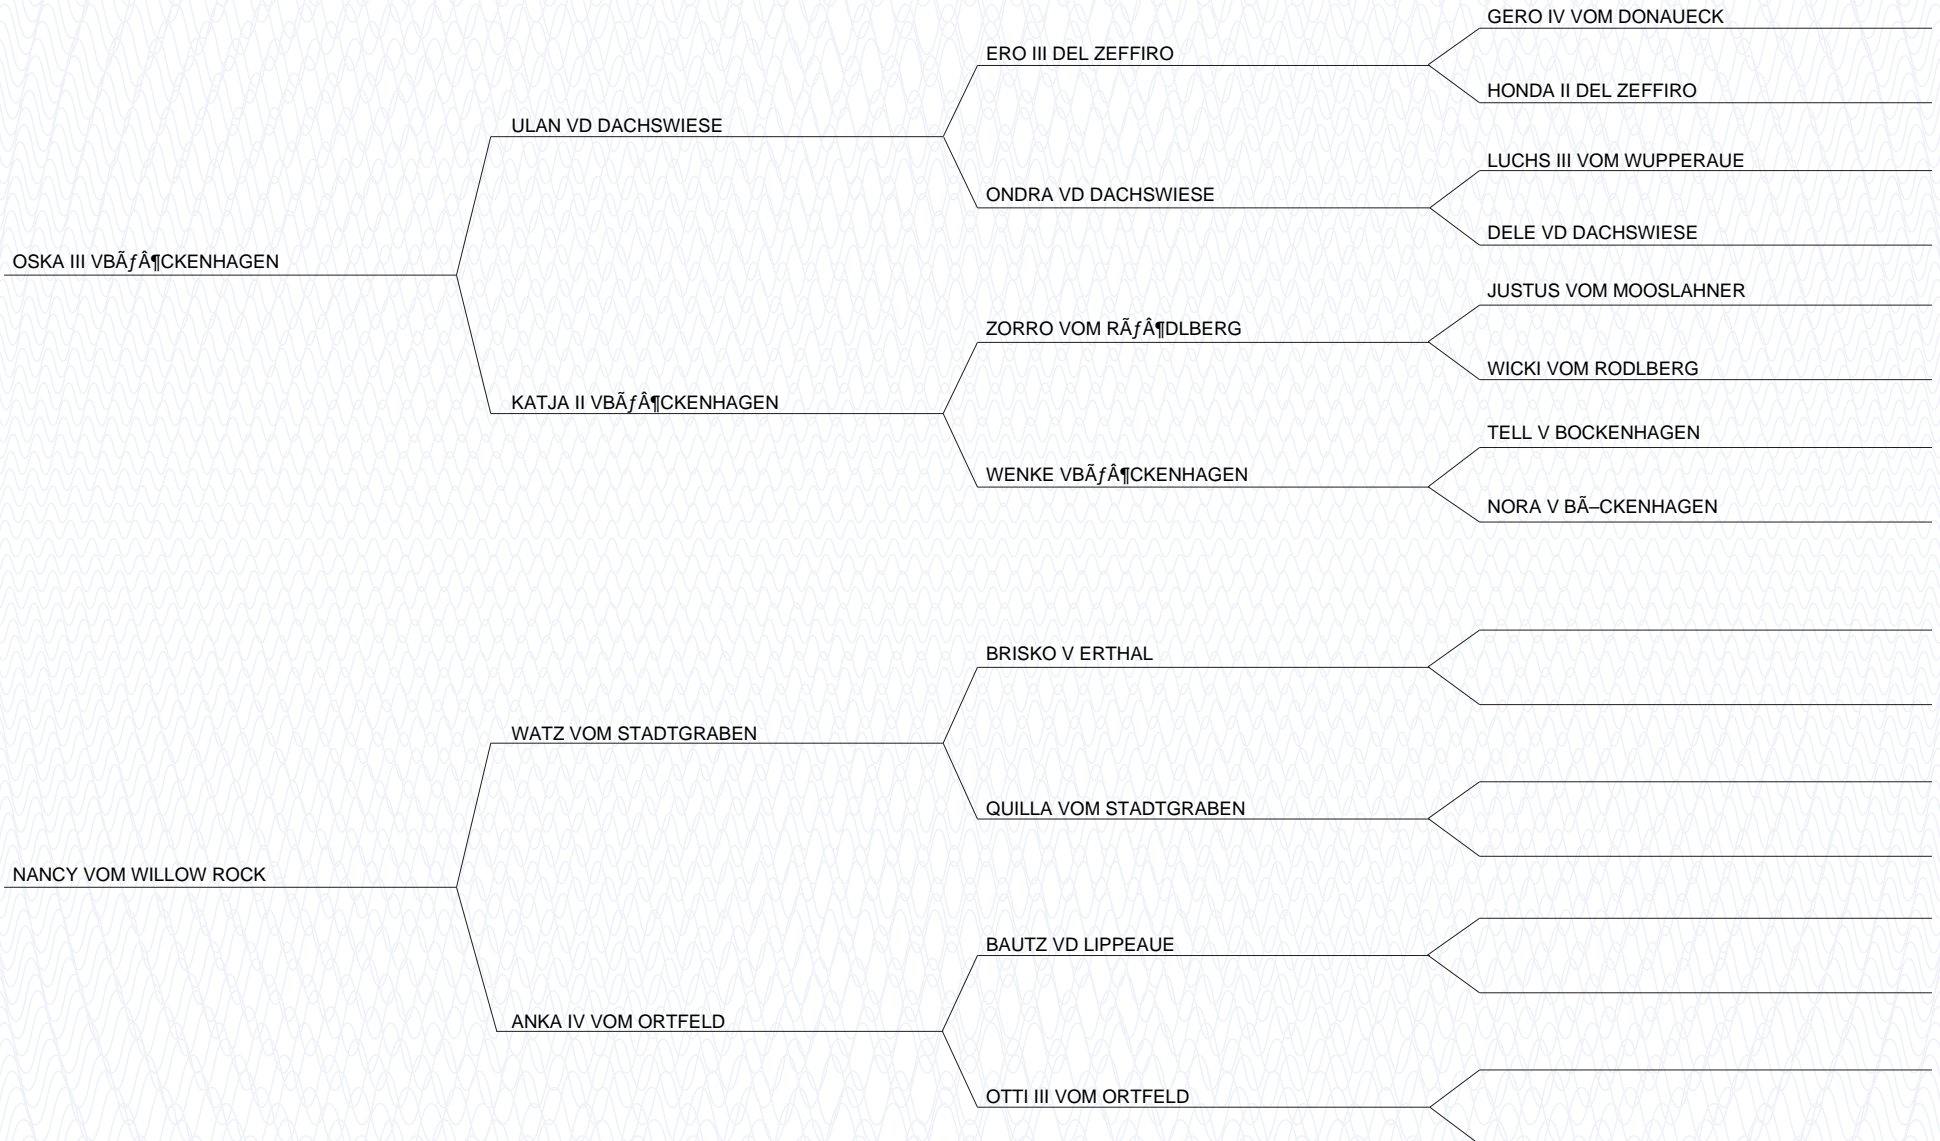 GERO IV VOM DONAUECK
ERO III DEL ZEFFIRO
HONDA II DEL ZEFFIRO
ULAN VD DACHSWIESE
LUCHS III VOM WUPPERAUE
ONDRA VD DACHSWIESE
DELE VD DACHSWIESE
OSKA III VBÃƒÂ¶CKENHAGEN
JUSTUS VOM MOOSLAHNER
ZORRO VOM RÃƒÂ¶DLBERG
WICKI VOM RODLBERG
KATJA II VBÃƒÂ¶CKENHAGEN
TELL V BOCKENHAGEN
WENKE VBÃƒÂ¶CKENHAGEN
NORA V BÃ–CKENHAGEN
BRISKO V ERTHAL
WATZ VOM STADTGRABEN
QUILLA VOM STADTGRABEN
NANCY VOM WILLOW ROCK
BAUTZ VD LIPPEAUE
ANKA IV VOM ORTFELD
OTTI III VOM ORTFELD